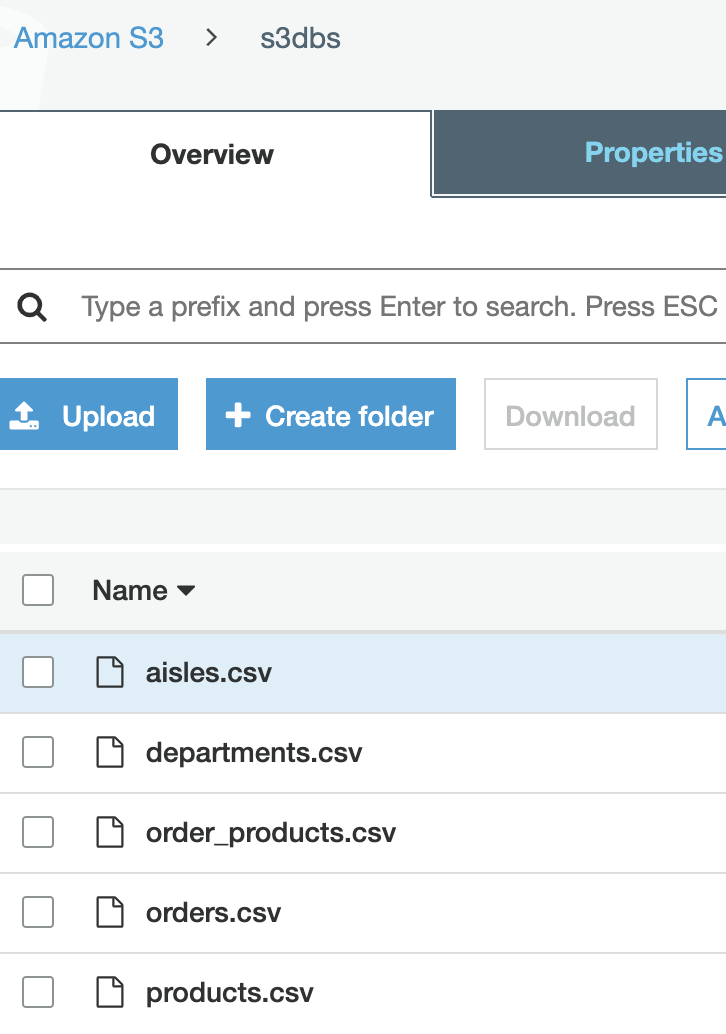 Amazon S3 > s3dbs
Overview Properties
Type a prefix and press Enter to search. Press ESC
Upload + Create folder Download A
Name
aisles.csv
departments.csv
order_products.csv
orders.csv
products.csv